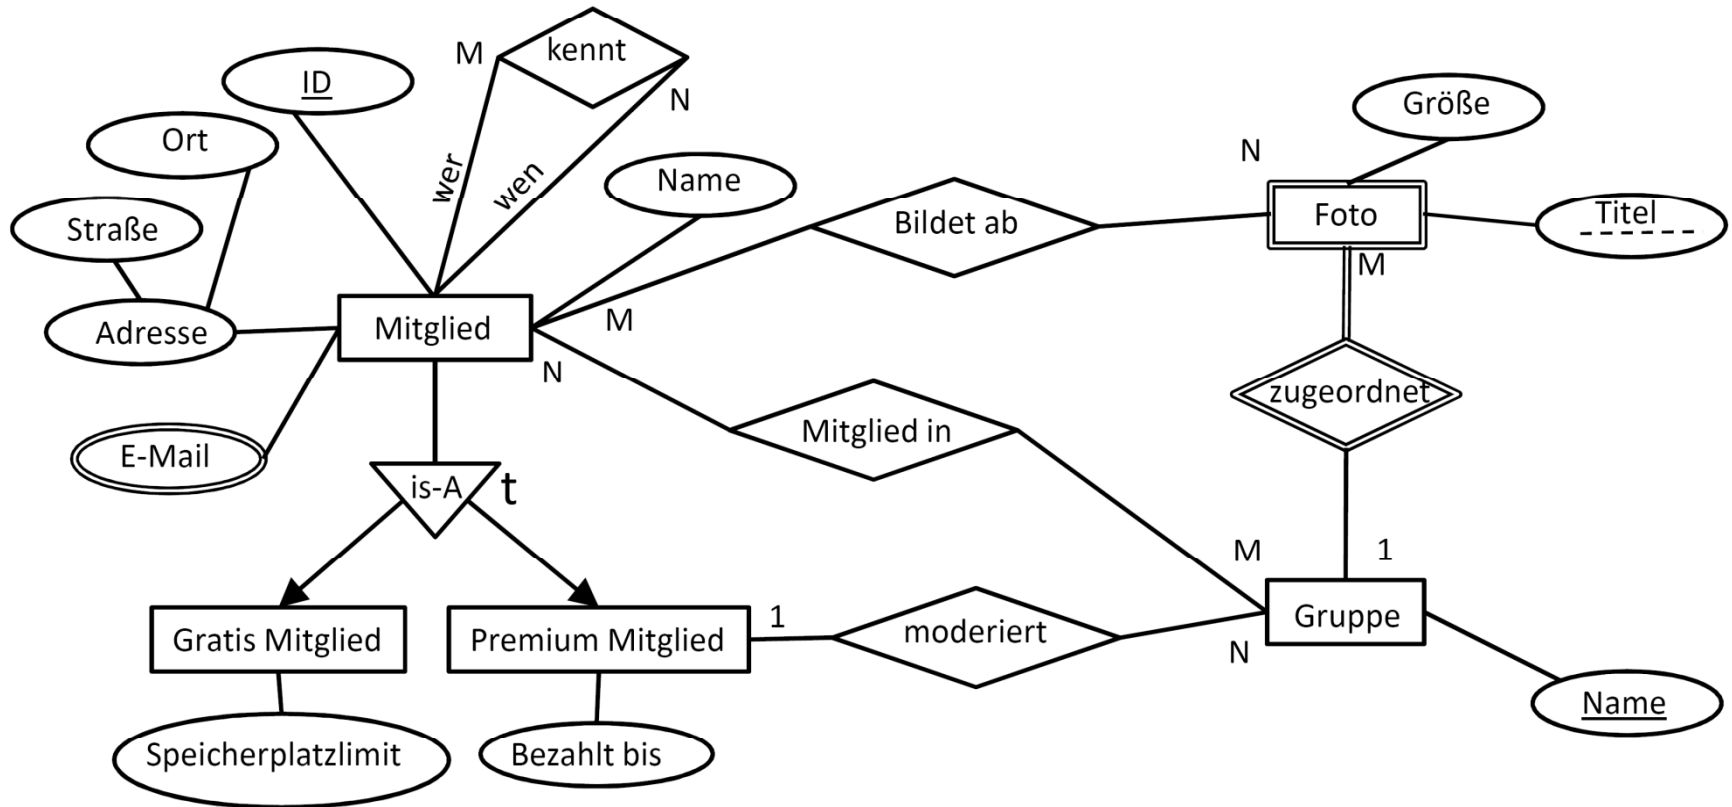 kennt
M
N
ID
wer
wen
Ort
Name
Straße
Größe
N
Bildet ab
Foto
Titel
M
Adresse
Mitglied
M
N
zugeordnet
E-Mail
Mitglied in
is-A
t
M
1
Gratis Mitglied
Premium Mitglied
1
moderiert
N
Gruppe
Name
Speicherplatzlimit
Bezahlt bis